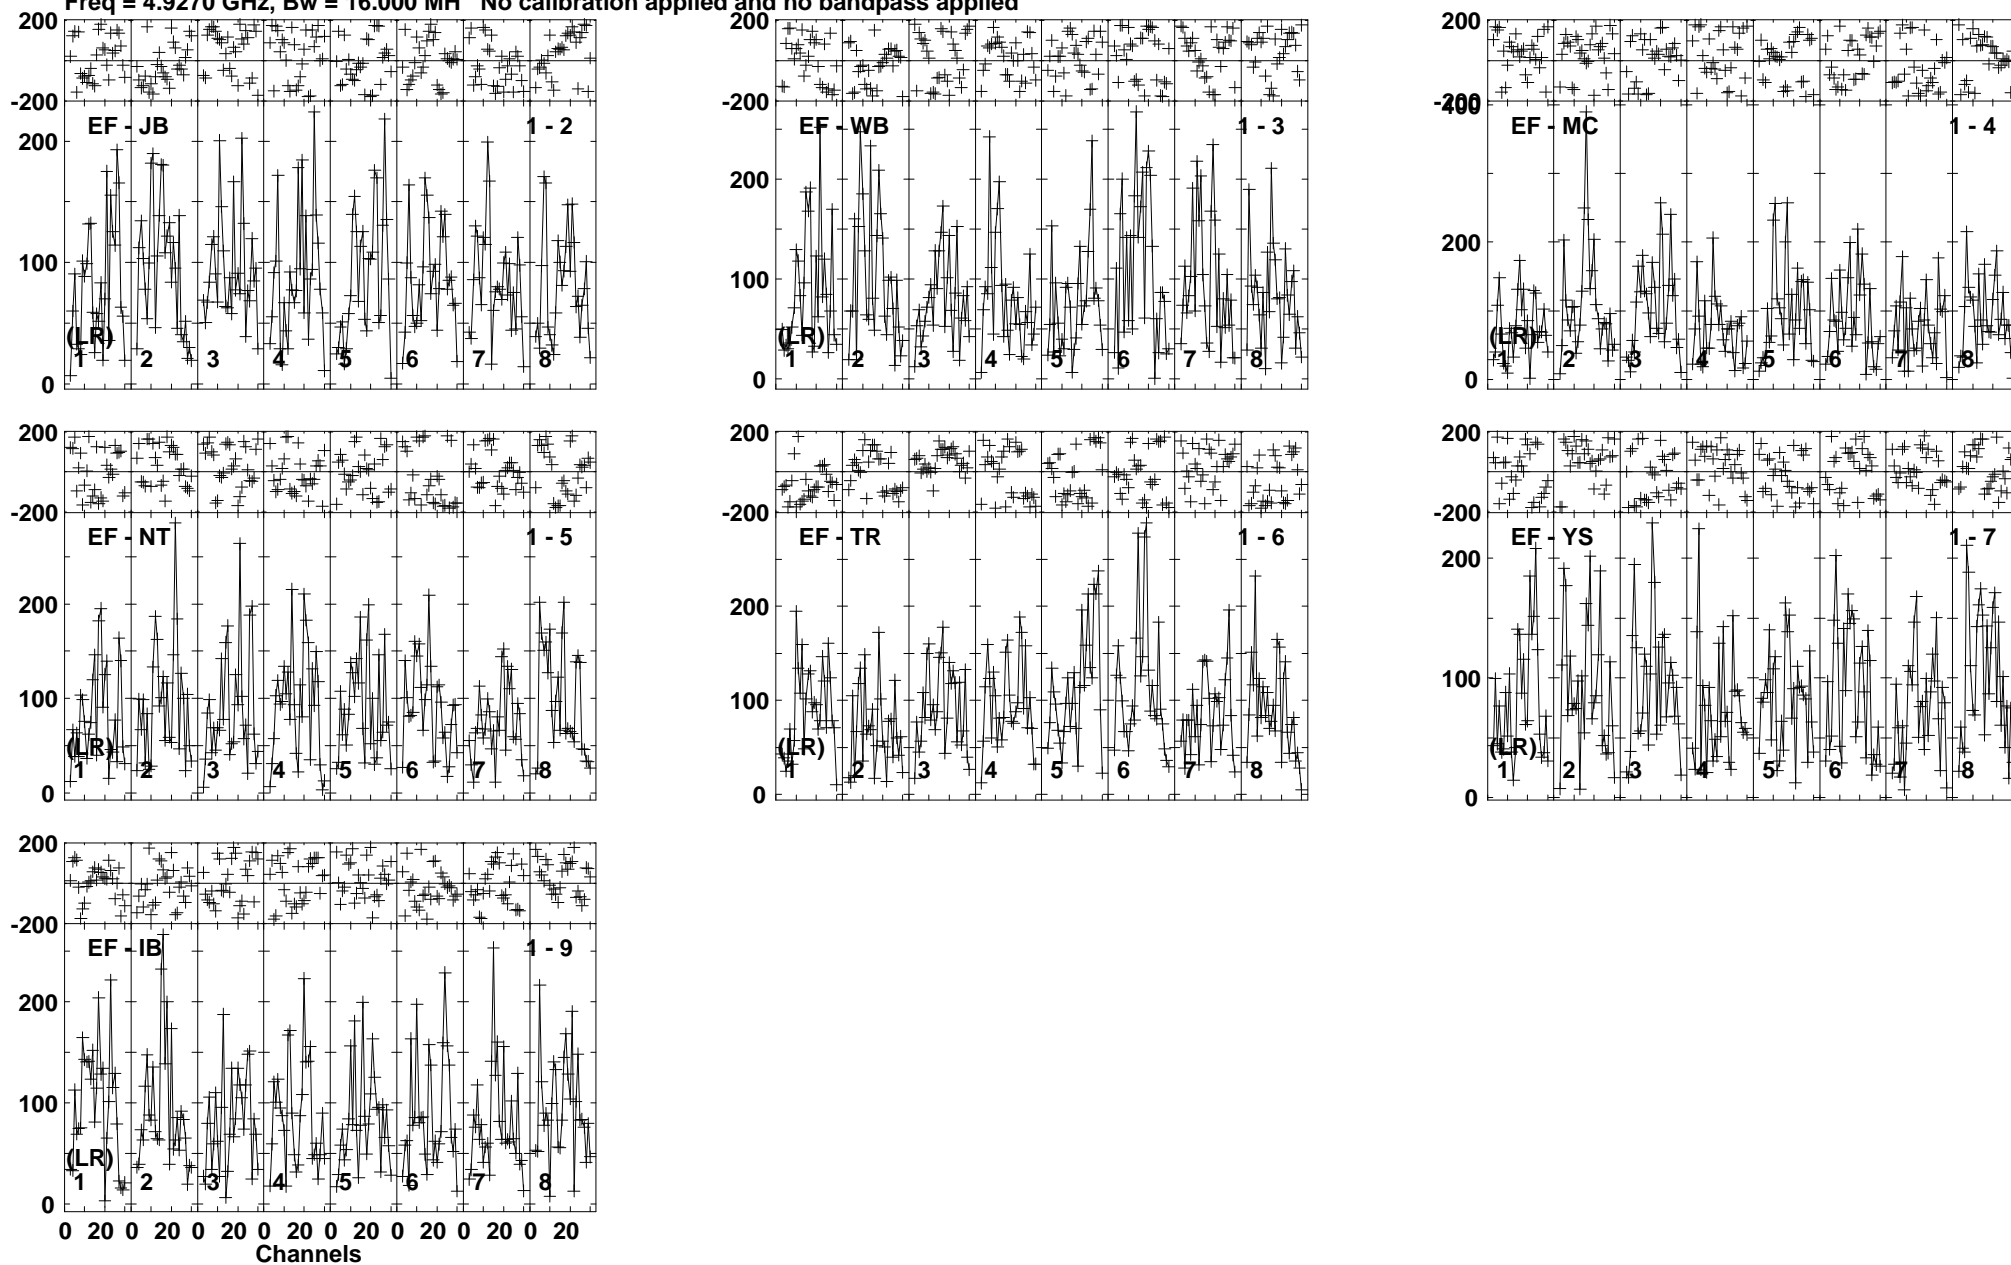 Freq = 4.9270 GHz, Bw = 16.000 MH No calibration applied and no bandpass applied
200 200 200
-200 -200 -200
400
EF - JB 1 - 2 EF - WB 1 - 3 EF - MC 1 - 4
200 200 200
100 100
(LR) (LR) (LR)
1 2 3 4 5 6 7 8 1 2 3 4 5 6 7 8 1 2 3 4 5 6 7 8
0 0 0
200 200 200
-200 -200 -200
EF - NT 1 - 5 EF - TR 1 - 6 EF - YS 1 - 7
200 200 200
100 100 100
(LR) (LR) (LR)
1 2 3 4 5 6 7 8 1 2 3 4 5 6 7 8 1 2 3 4 5 6 7 8
0 0 0
200
-200
EF - IB 1 - 9
200
100
(LR)
1 2 3 4 5 6 7 8
0
0 20 0 20 0 20 0 20 0 20 0 20 0 20 0 20
Channels